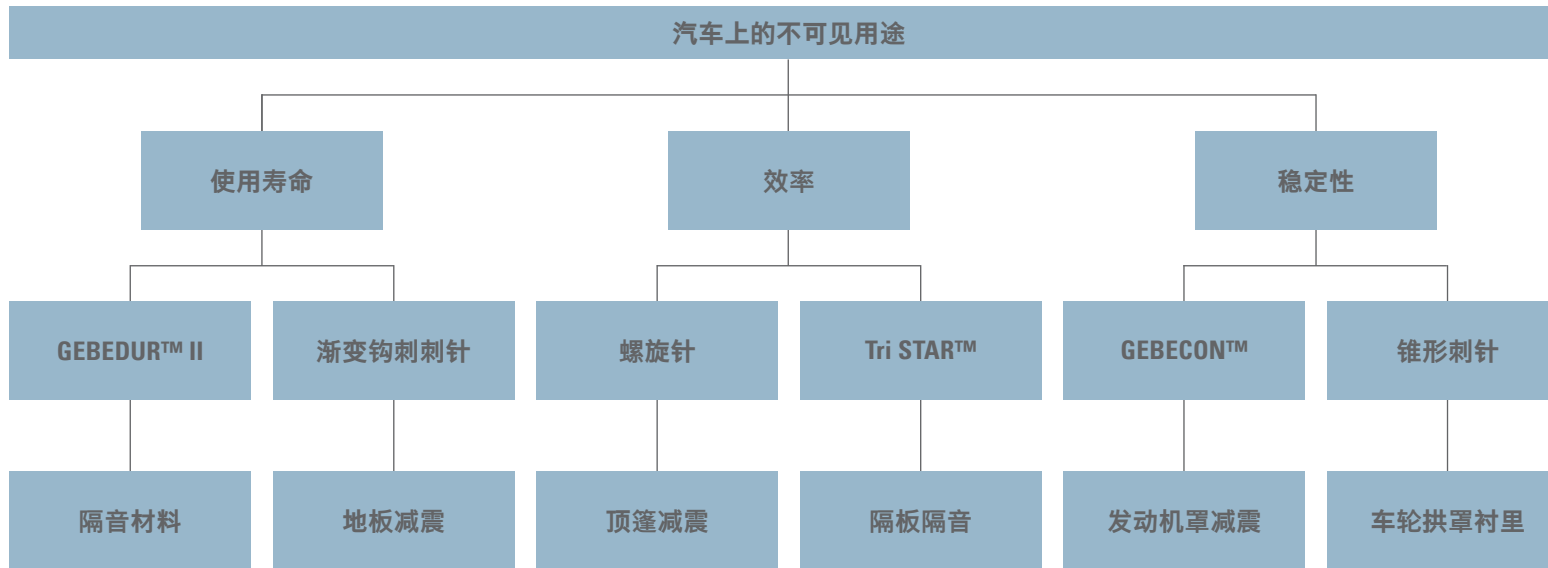 汽车上的不可见用途
使用寿命
效率
稳定性
GEBEDUR™ II
渐变钩刺刺针
螺旋针
Tri STAR™
GEBECON™
锥形刺针
隔音材料
地板减震
顶篷减震
隔板隔音
发动机罩减震
车轮拱罩衬里